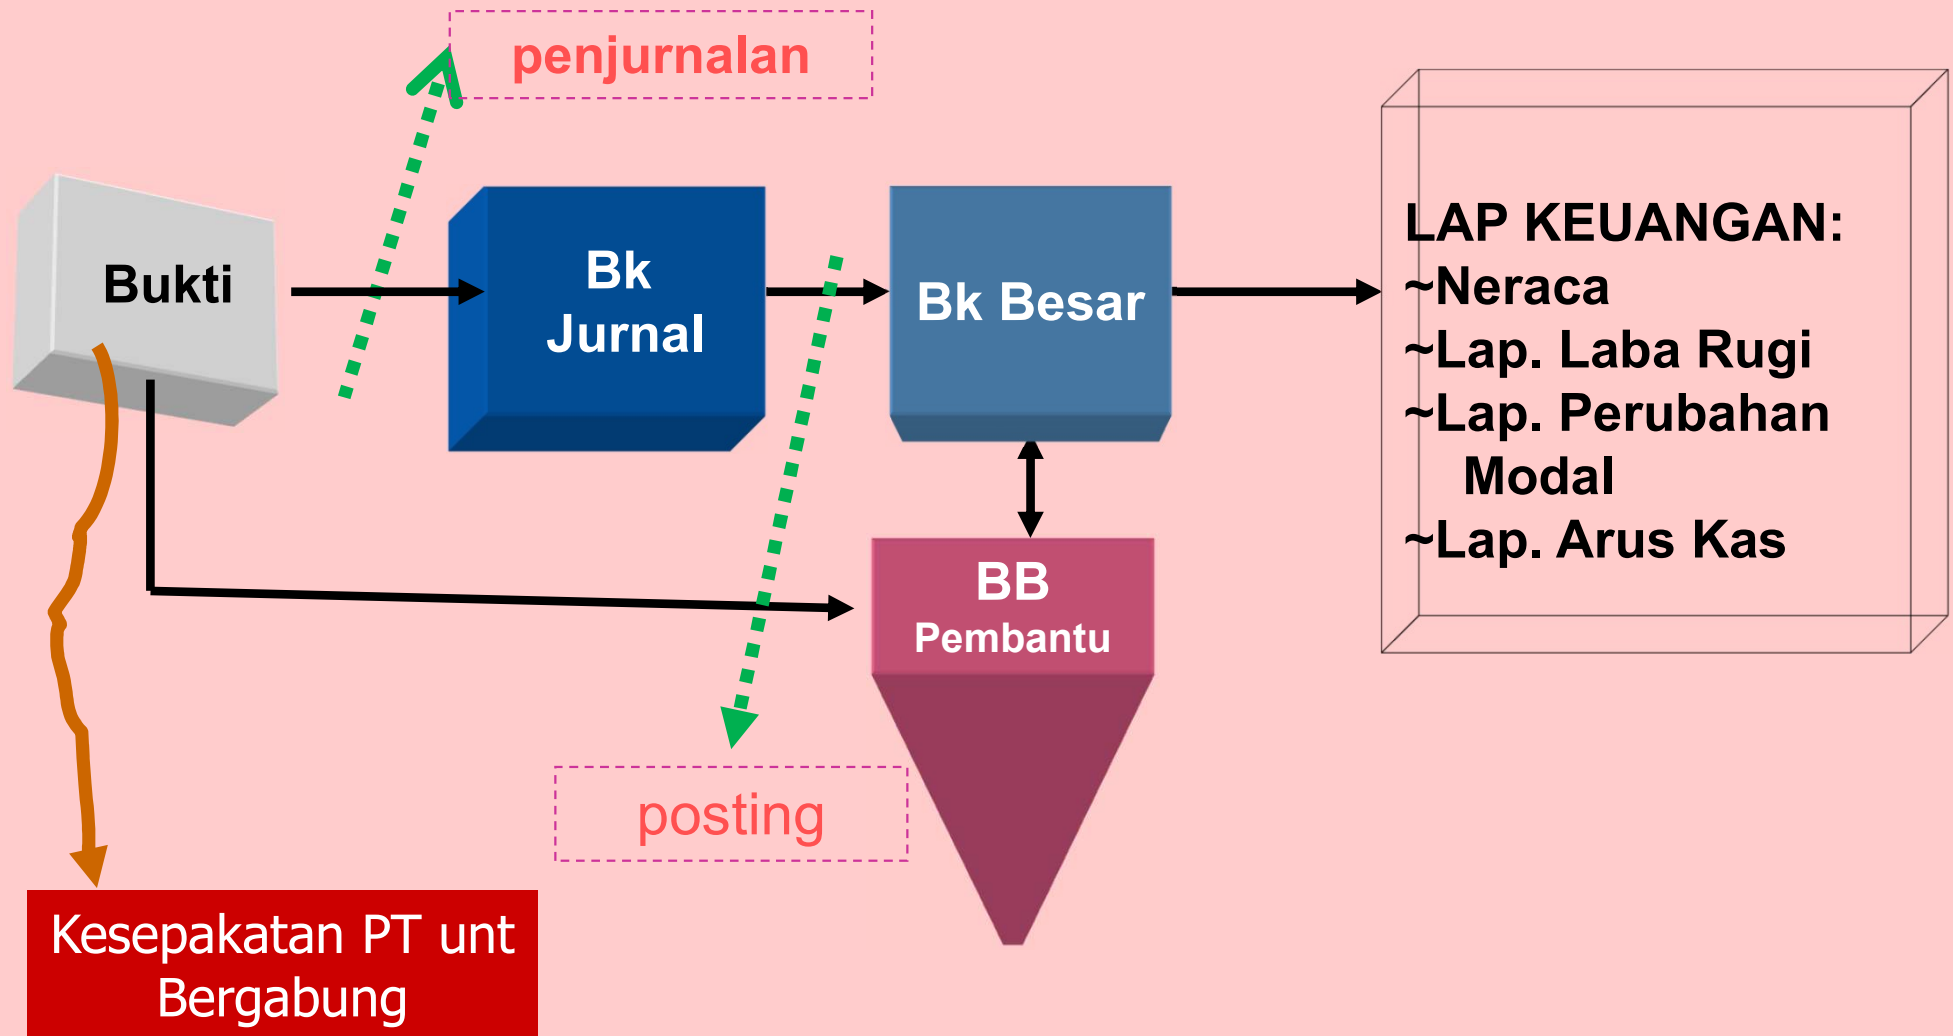 penjurnalan
Bukti
Bk
Jurnal
Bk Besar
LAP KEUANGAN:
~Neraca
~Lap. Laba Rugi
~Lap. Perubahan
Modal
~Lap. Arus Kas
BB
Pembantu
posting
Kesepakatan PT unt
Bergabung